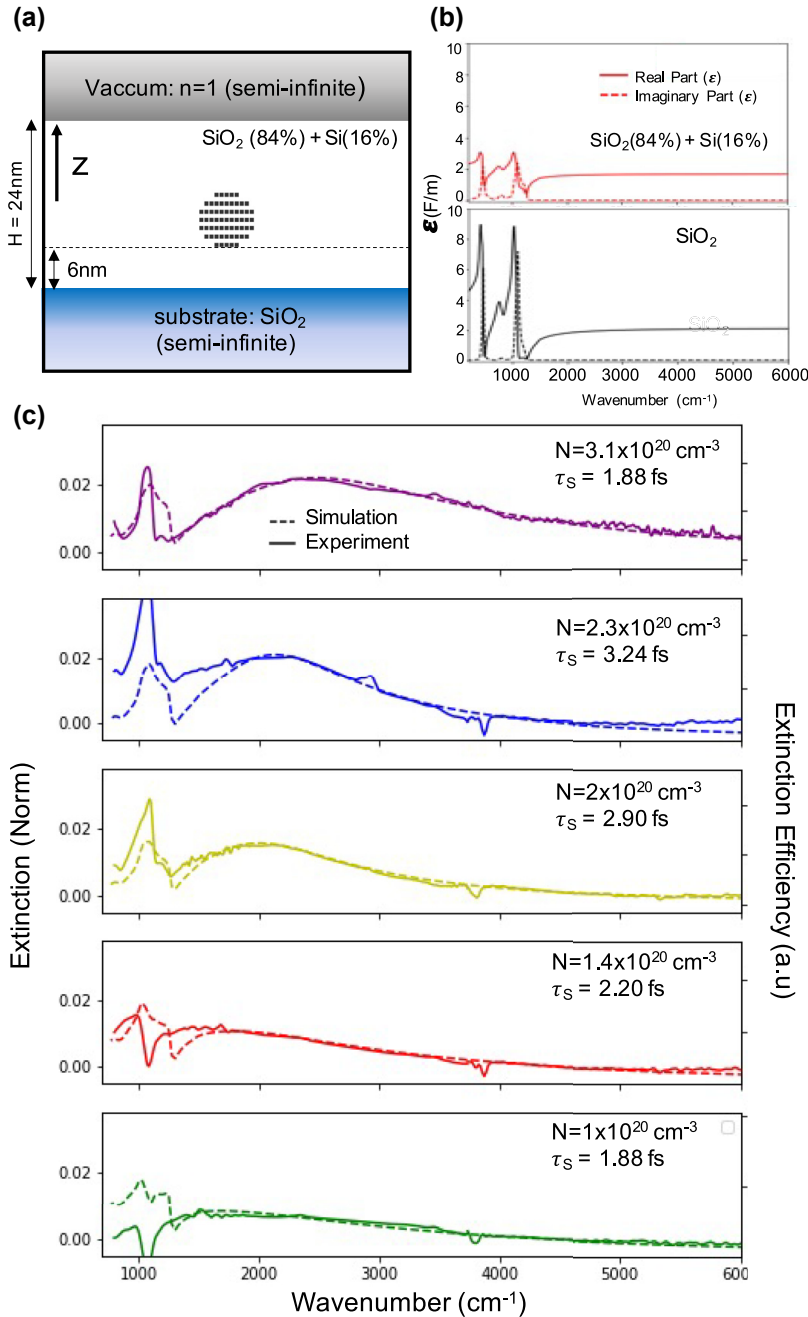 (a)
Vaccum: n=1 (semi-infinite)
SiO2 (84%) + Si(16%)
Z
H = 24nm
6nm
substrate: SiO2
(semi-infinite)
(b)
10
8
6
4
2
0
Real Part (ε)
Imaginary Part (ε)
SiO2(84%) + Si(16%)
ε(F/m)
10
8
6
4
2
0
SiO2
SiO2
1000 2000 3000 4000 5000 6000
Wavenumber (cm-1)
(c)
N=3.1x10^20 cm-3
τS = 1.88 fs
0.02
0.00
Simulation
Experiment
N=2.3x10^20 cm-3
τS = 3.24 fs
0.02
0.00
N=2x10^20 cm-3
τS = 2.90 fs
0.02
0.00
N=1.4x10^20 cm-3
τS = 2.20 fs
0.02
0.00
N=1x10^20 cm-3
τS = 1.88 fs
0.02
0.00
1000 2000 3000 4000 5000 600
Wavenumber (cm-1)
Extinction (Norm)
Extinction Efficiency (a.u)